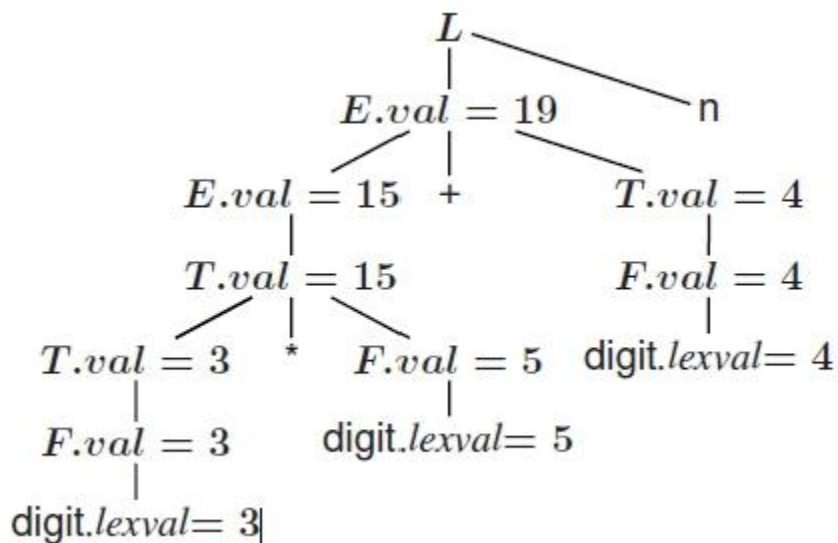 L
E.val = 19 n
E.val = 15 + T.val = 4
T.val = 15 F.val = 4
T.val = 3 * F.val = 5 digit.lexval= 4
F.val = 3 digit.lexval= 5
digit.lexval= 3